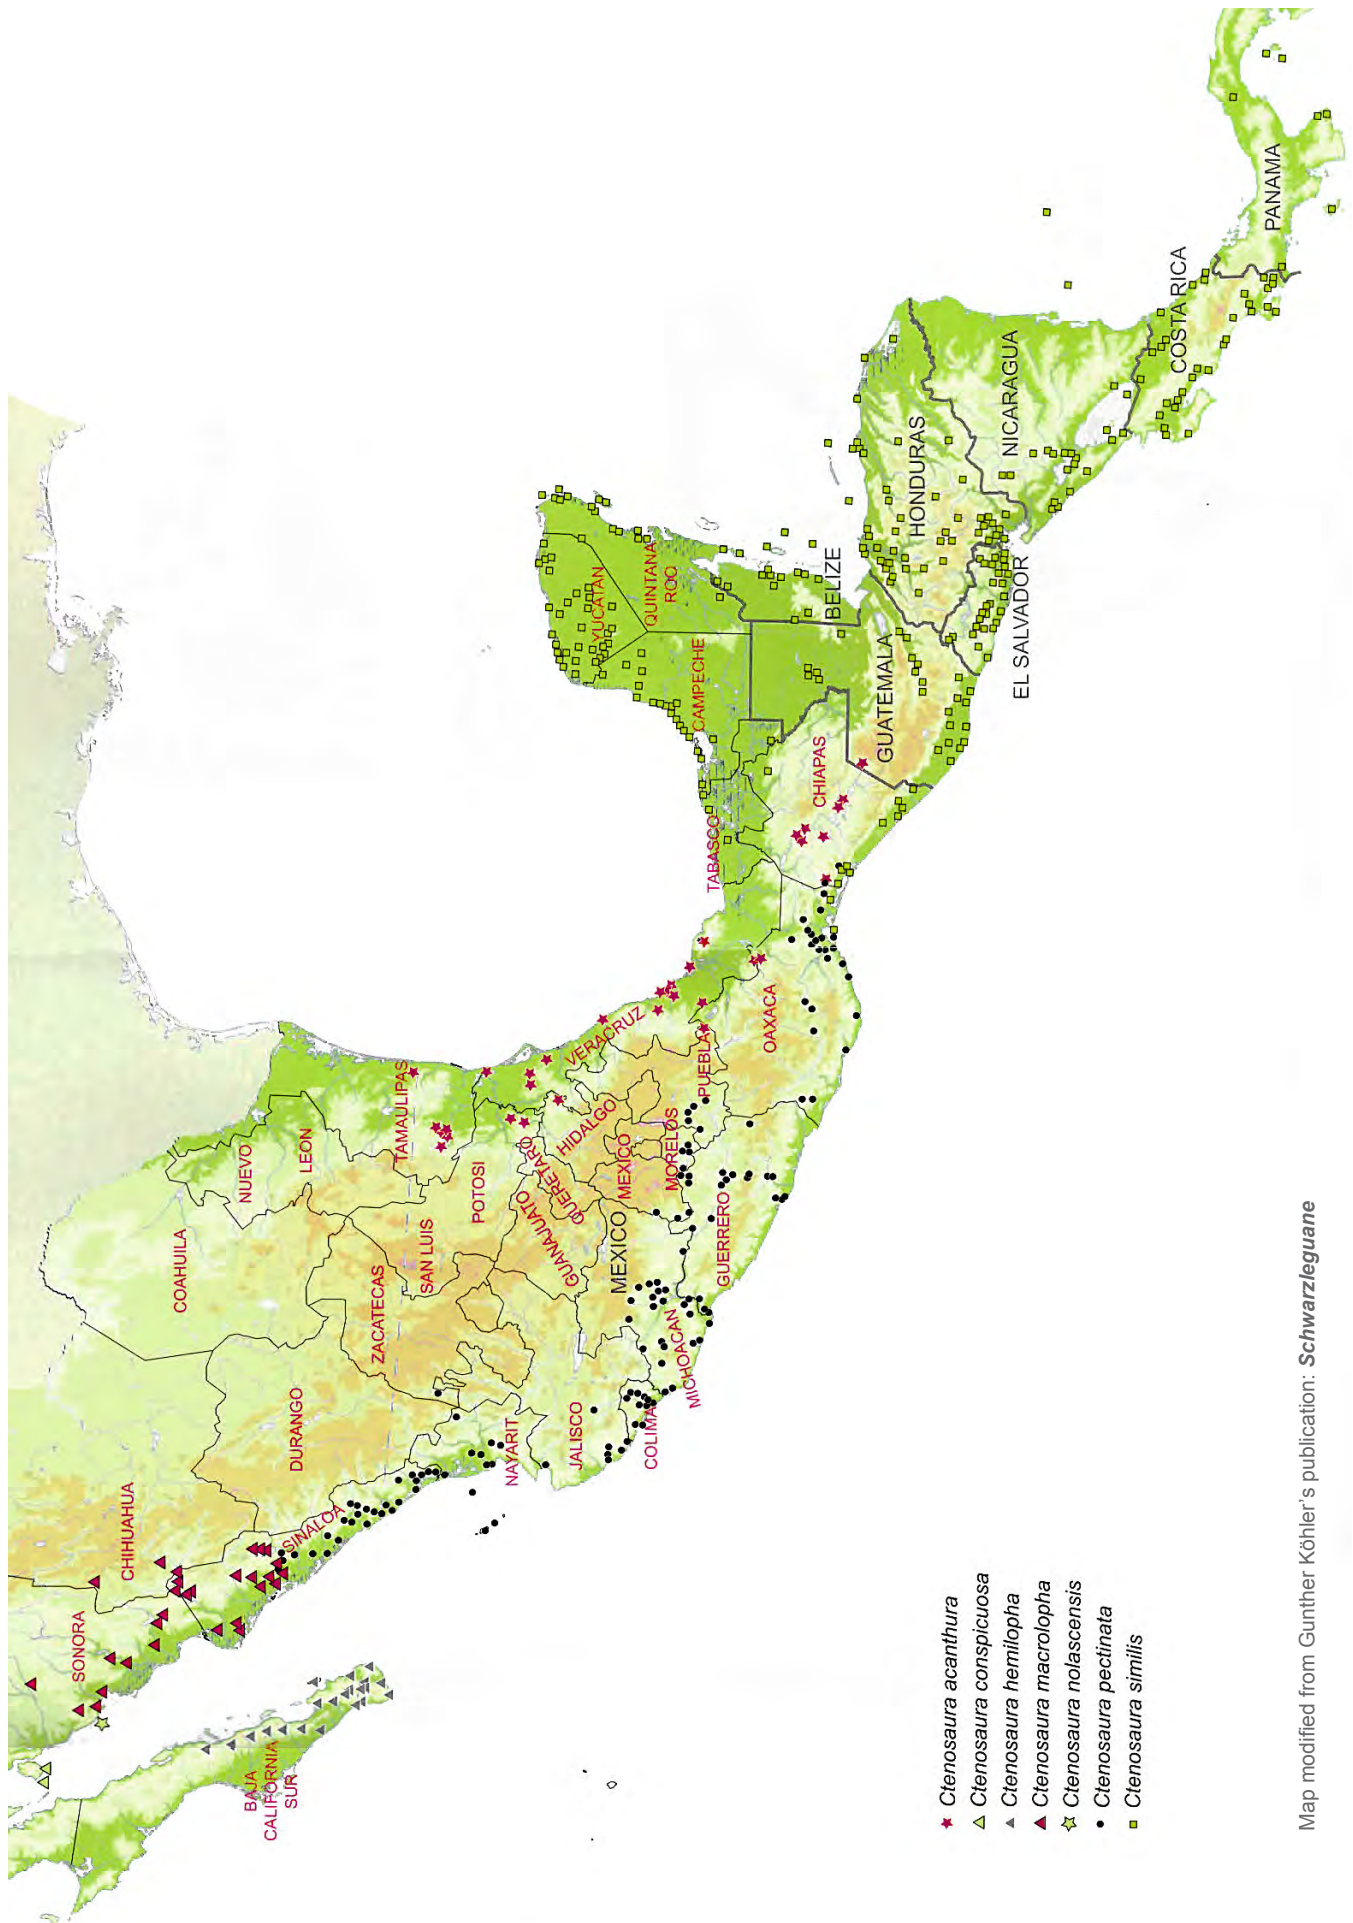 SONORA
CHIHUAHUA
COAHUILA
NUEVO
LEON
BAJA
CALIFORNIA
SUR
SINALOA
DURANGO
ZACATECAS
SAN LUIS
POTOSI
TAMAULIPAS
NAYARIT
JALISCO
GUANAJUATO
QUERETARO
HIDALGO
VERACRUZ
MEXICO
MEXICO
COLIMA
MICHOACAN
MORELOS
PUEBLA
GUERRERO
OAXACA
TABASCO
CHIAPAS
CAMPECHE
YUCATAN
QUINTANA
ROO
BELIZE
GUATEMALA
HONDURAS
EL SALVADOR
NICARAGUA
COSTA RICA
PANAMA
Ctenosaura acanthura
Ctenosaura conspicuosa
Ctenosaura hemilopha
Ctenosaura macrolopha
Ctenosaura nolascensis
Ctenosaura pectinata
Ctenosaura similis
Map modified from Gunther Köhler's publication: Schwarzleguane